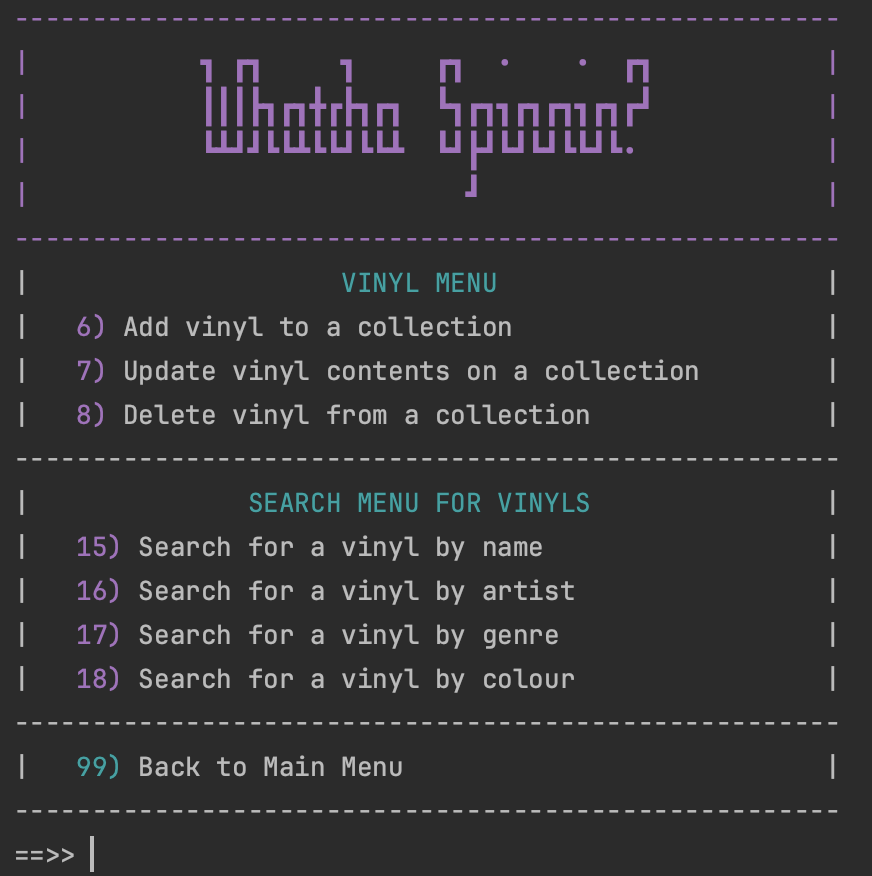 Whatcha Spinnin?
VINYL MENU
6) Add vinyl to a collection
7) Update vinyl contents on a collection
8) Delete vinyl from a collection
SEARCH MENU FOR VINYLS
15) Search for a vinyl by name
16) Search for a vinyl by artist
17) Search for a vinyl by genre
18) Search for a vinyl by colour
99) Back to Main Menu
==>>